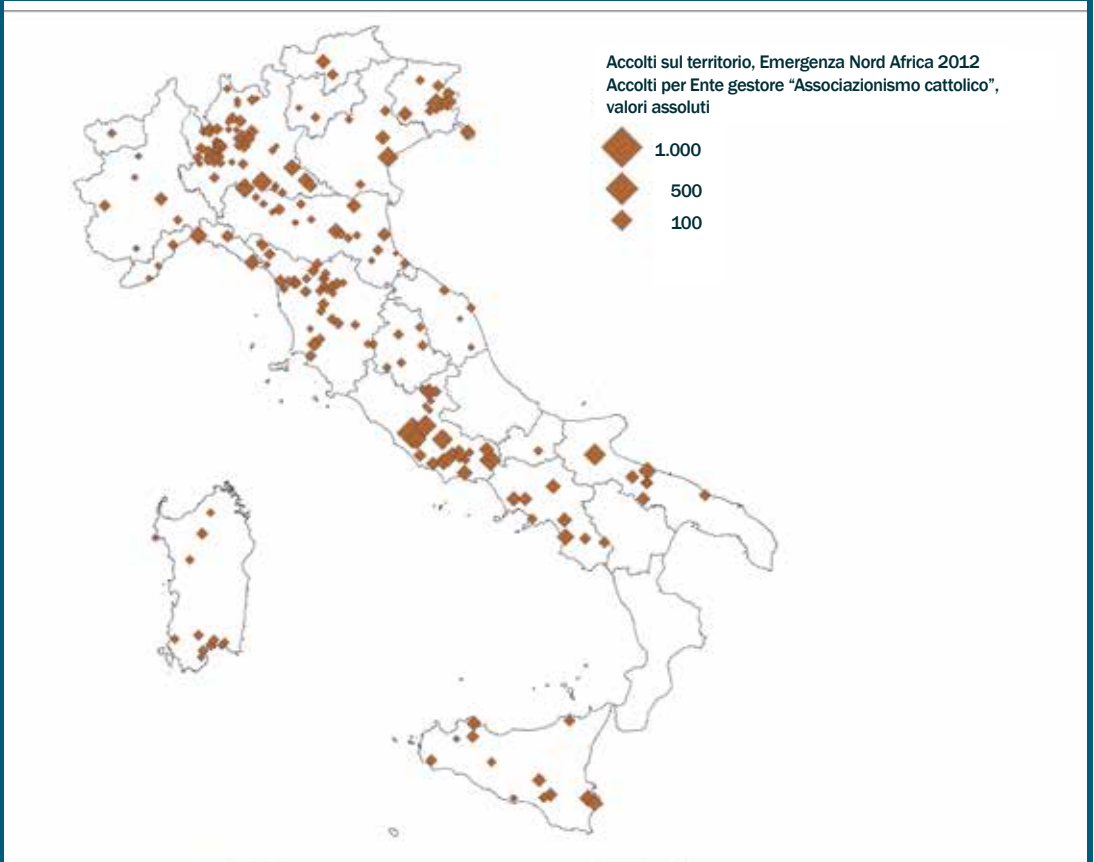 Accolti sul territorio, Emergenza Nord Africa 2012
Accolti per Ente gestore “Associazionismo cattolico”,
valori assoluti
1.000
500
100